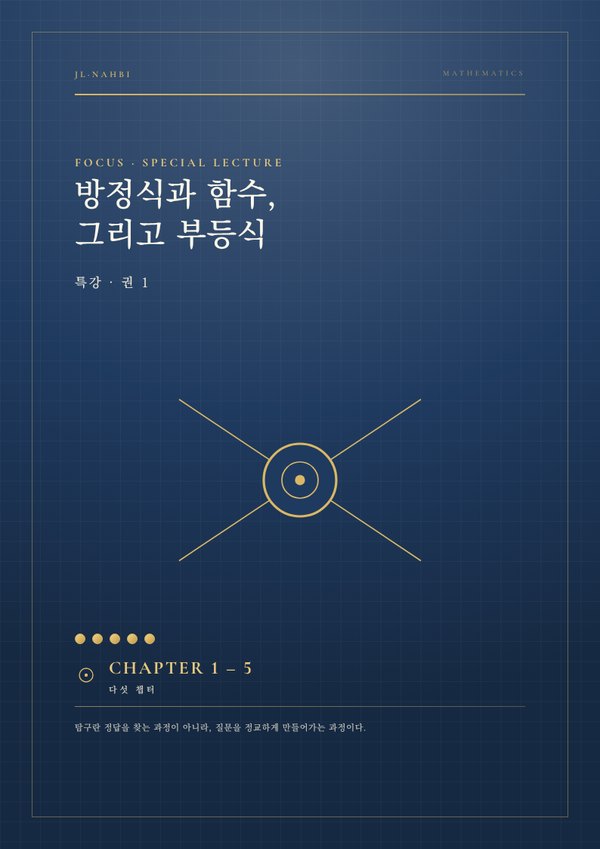 JL·NAHBI
MATHEMATICS
FOCUS · SPECIAL LECTURE
방정식과 함수,
그리고 부등식
특강 · 권 1
CHAPTER 1 – 5
다섯 챕터
탐구란 정답을 찾는 과정이 아니라, 질문을 정교하게 만들어가는 과정이다.